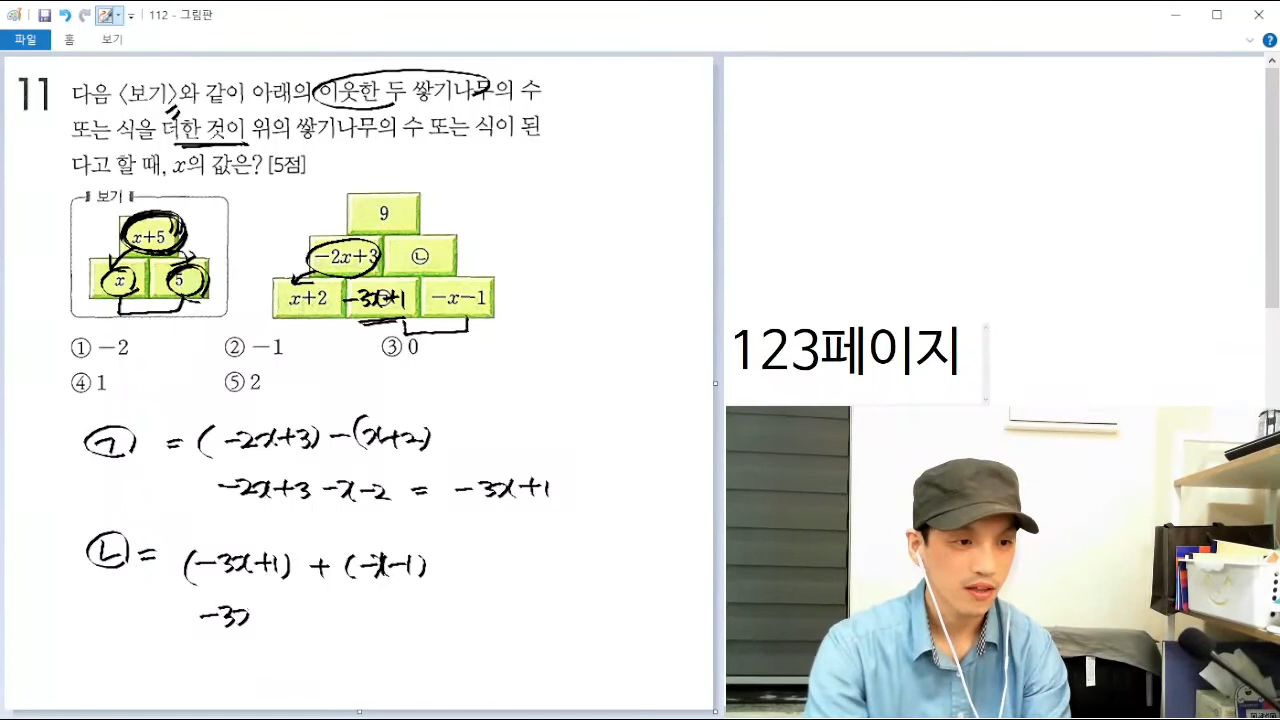 112 - 그림판
파일 홈 보기
11 다음 〈보기〉와 같이 아래의 이웃한 두 쌓기나무의 수
또는 식을 더한 것이 위의 쌓기나무의 수 또는 식이 된
다고 할 때, x의 값은? [5점]
보기
x+5
x 5
9
-2x+3 ㉡
x+2 -3x+1 -x-1
① -2 ② -1 ③ 0
④ 1 ⑤ 2
㉠ = (-2x+3) -(x+2)
-2x+3 -x-2 = -3x+1
㉡ = (-3x+1) + (-x-1)
-3x
123페이지